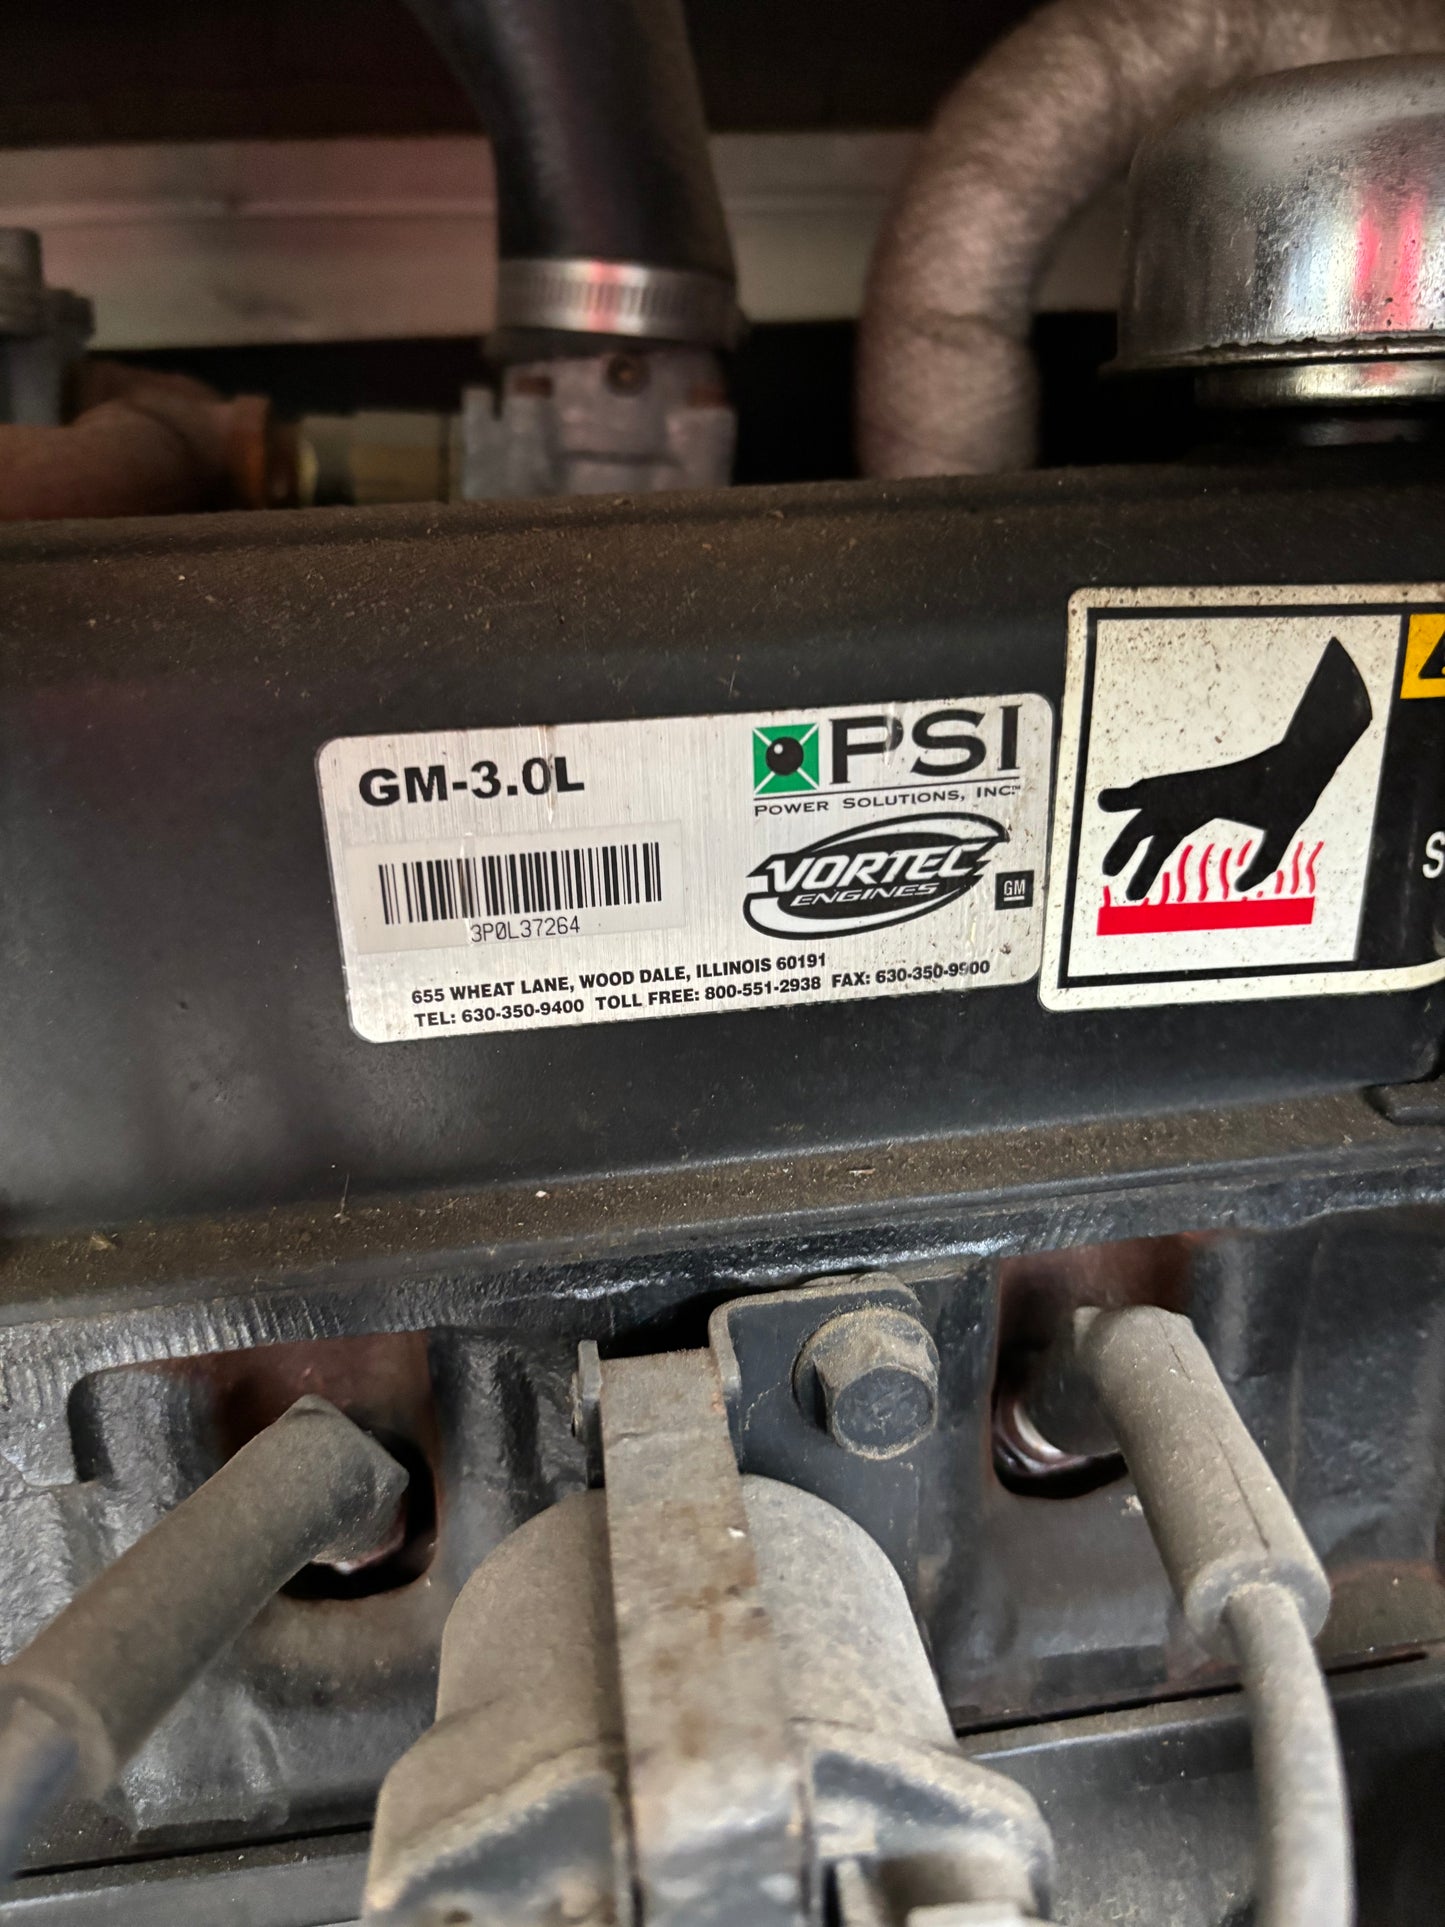 GM-3.0L
PSI
POWER SOLUTIONS, INC.™
3P0L37264
VORTEC
ENGINES
GM
655 WHEAT LANE, WOOD DALE, ILLINOIS 60191
TEL: 630-350-9400 TOLL FREE: 800-551-2938 FAX: 630-350-9900
S